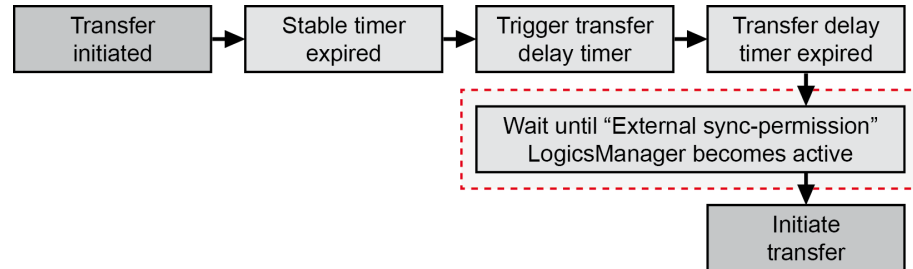 Transfer
initiated
Stable timer
expired
Trigger transfer
delay timer
Transfer delay
timer expired
Wait until “External sync-permission”
LogicsManager becomes active
Initiate
transfer